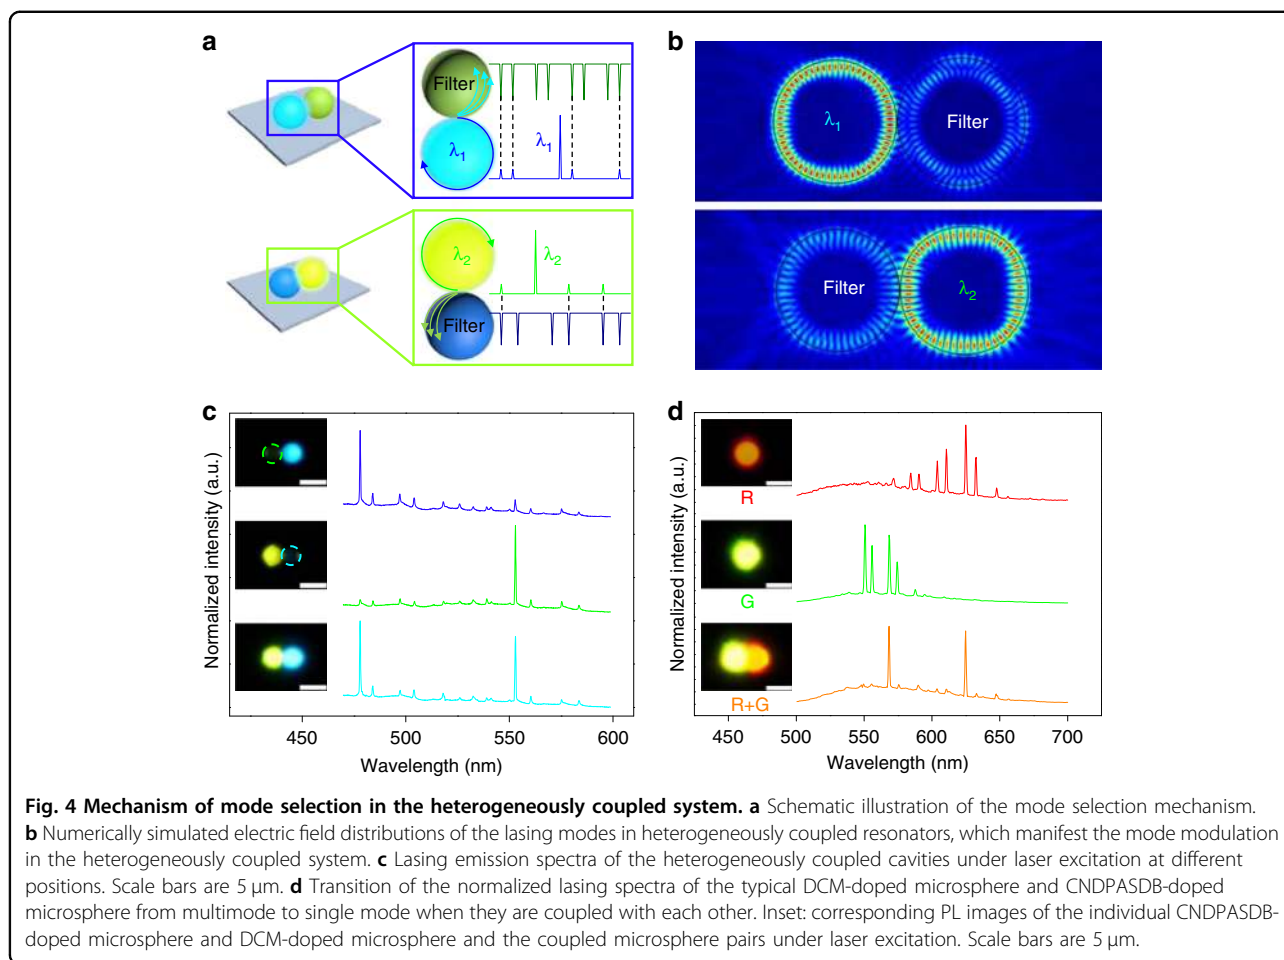 a
Filter
λ1
λ1
λ2
λ2
Filter
b
λ1
Filter
Filter
λ2
c
Normalized intensity (a.u.)
450
500
550
600
Wavelength (nm)
d
Normalized intensity (a.u.)
R
G
R+G
450
500
550
600
650
700
Wavelength (nm)
Fig. 4 Mechanism of mode selection in the heterogeneously coupled system. a Schematic illustration of the mode selection mechanism.
b Numerically simulated electric field distributions of the lasing modes in heterogeneously coupled resonators, which manifest the mode modulation
in the heterogeneously coupled system. c Lasing emission spectra of the heterogeneously coupled cavities under laser excitation at different
positions. Scale bars are 5 μm. d Transition of the normalized lasing spectra of the typical DCM-doped microsphere and CNDPASDB-doped
microsphere from multimode to single mode when they are coupled with each other. Inset: corresponding PL images of the individual CNDPASDB-
doped microsphere and DCM-doped microsphere and the coupled microsphere pairs under laser excitation. Scale bars are 5 μm.